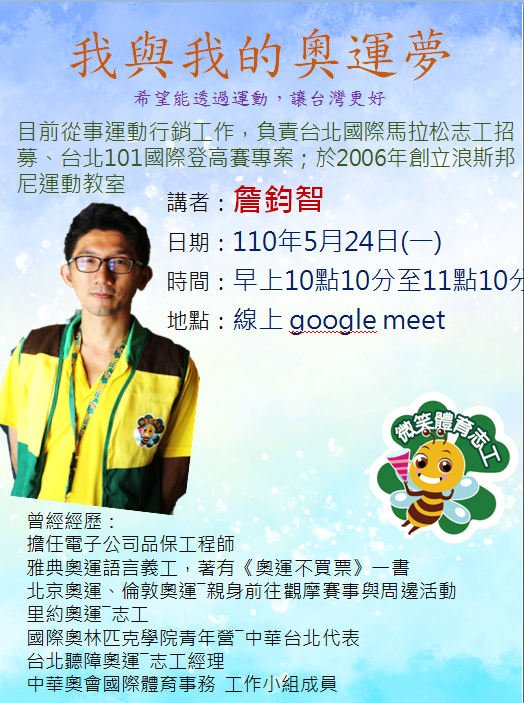 我與我的奧運夢
希望能透過運動，讓台灣更好
目前從事運動行銷工作，負責台北國際馬拉松志工招
募、台北101國際登高賽專案；於2006年創立浪斯邦
尼運動教室
講者：詹鈞智
日期：110年5月24日(一)
時間：早上10點10分至11點10分
地點：線上 google meet
微笑體育志工
曾經經歷：
擔任電子公司品保工程師
雅典奧運語言義工，著有《奧運不買票》一書
北京奧運、倫敦奧運¯親身前往觀摩賽事與周邊活動
里約奧運¯志工
國際奧林匹克學院青年營¯中華台北代表
台北聽障奧運¯志工經理
中華奧會國際體育事務 工作小組成員